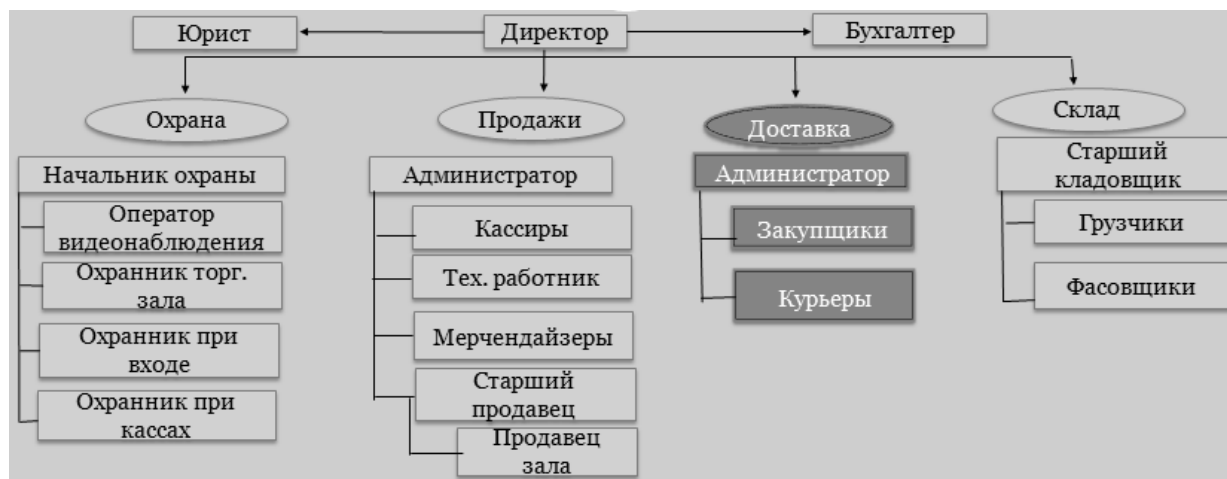 Юрист
Директор
Бухгалтер
Охрана
Продажи
Доставка
Склад
Начальник охраны
Оператор
видеонаблюдения
Охранник торг.
зала
Охранник при
входе
Охранник при
кассах
Администратор
Кассиры
Тех. работник
Мерчендайзеры
Старший
продавец
Продавец
зала
Администратор
Закупщики
Курьеры
Старший
кладовщик
Грузчики
Фасовщики